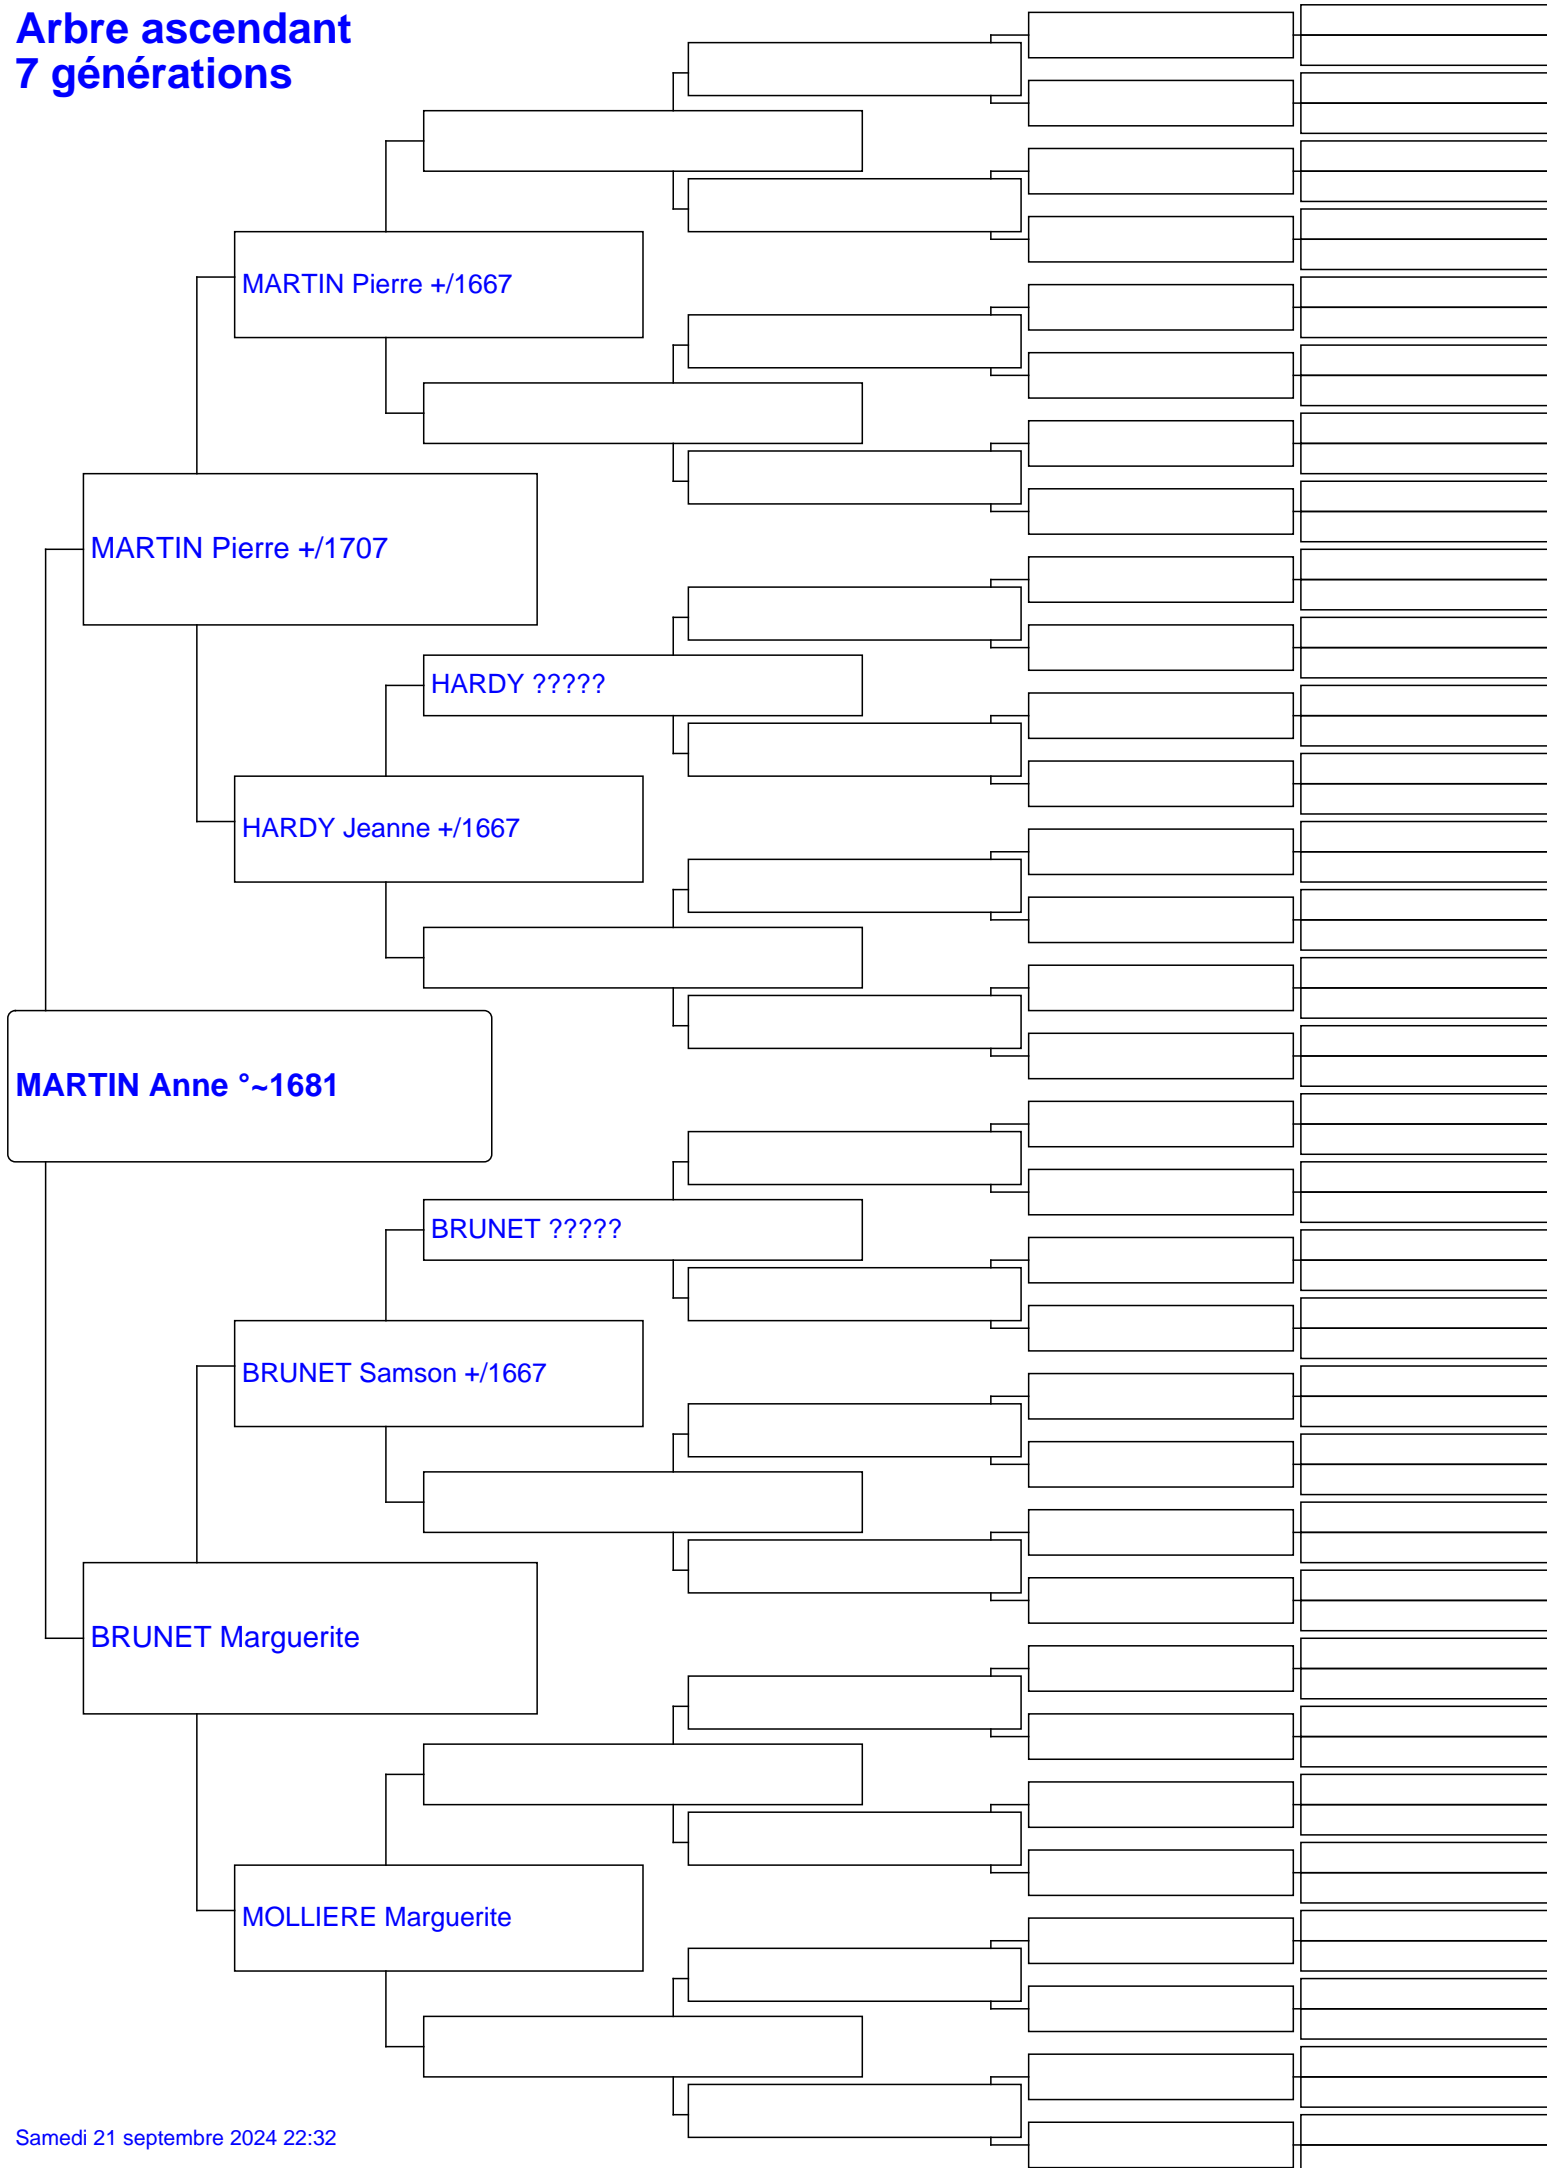 Arbre ascendant
7 générations
MARTIN Pierre +/1667
MARTIN Pierre +/1707
HARDY ?????
HARDY Jeanne +/1667
MARTIN Anne °~1681
BRUNET ?????
BRUNET Samson +/1667
BRUNET Marguerite
MOLLIERE Marguerite
Samedi 21 septembre 2024 22:32